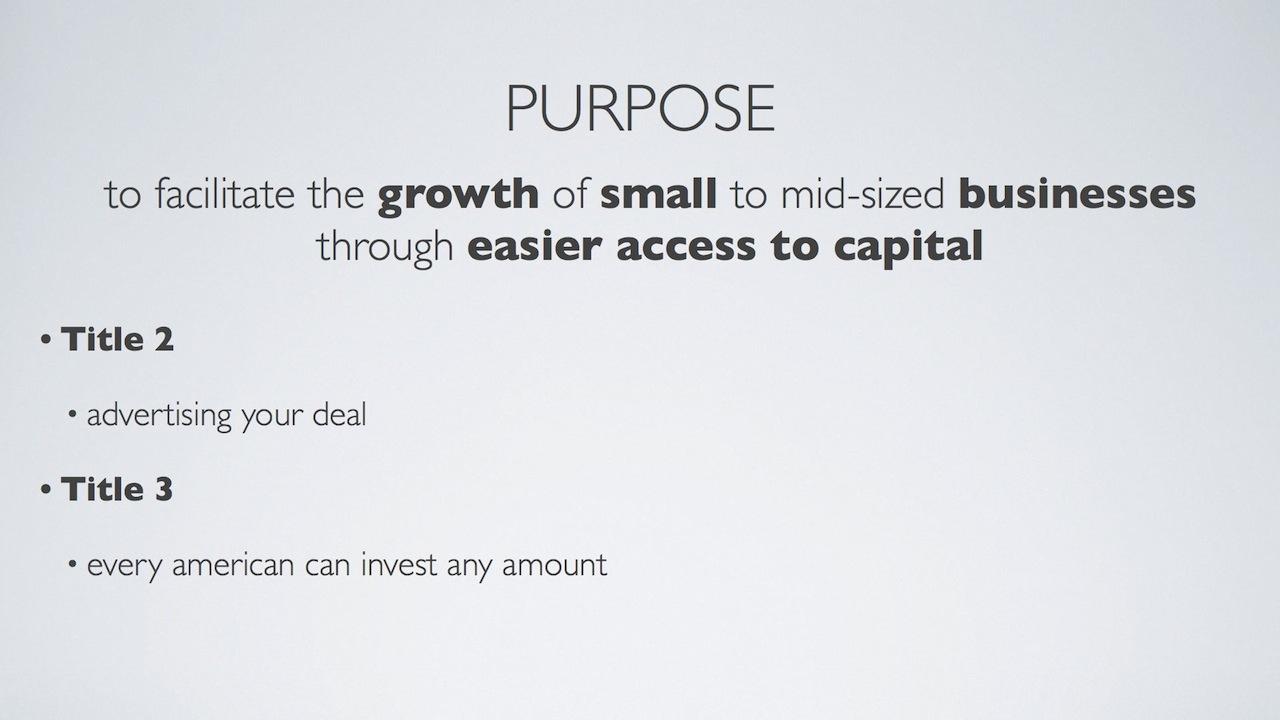 PURPOSE
to facilitate the growth of small to mid-sized businesses
through easier access to capital
• Title 2
• advertising your deal
• Title 3
• every american can invest any amount